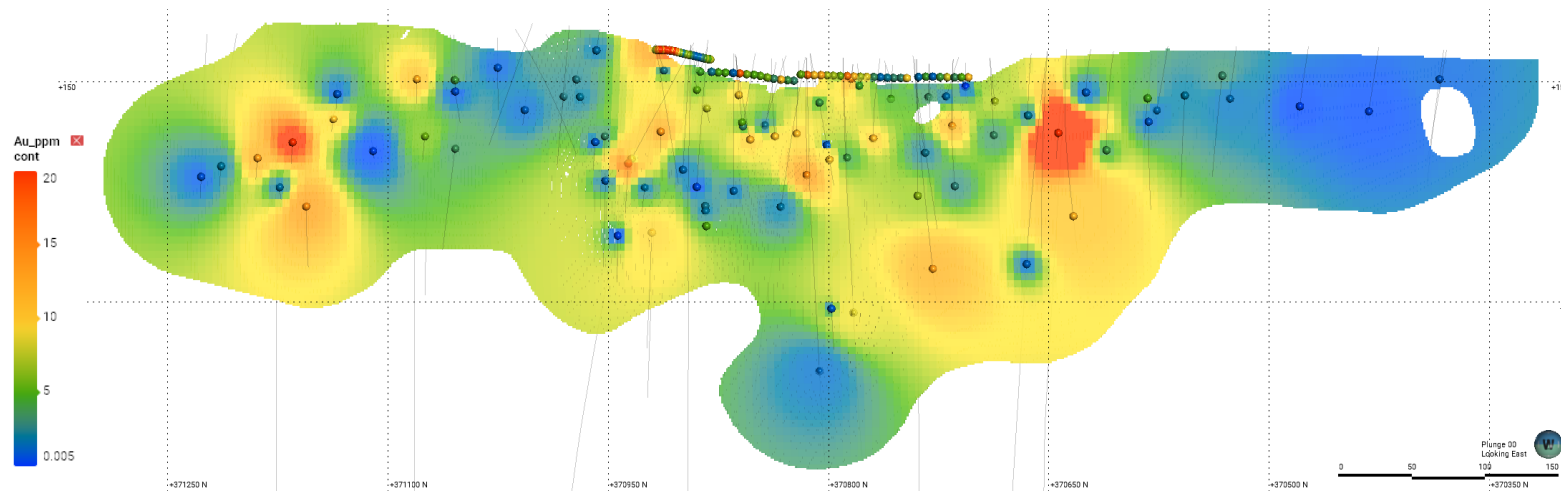 +150
+1
Au_ppm
cont
20
15
10
5
0.005
Plunge 00
Looking East
W
0 50 100 150
+371250 N +371100 N +370950 N +370800 N +370650 N +370500 N +370350 N